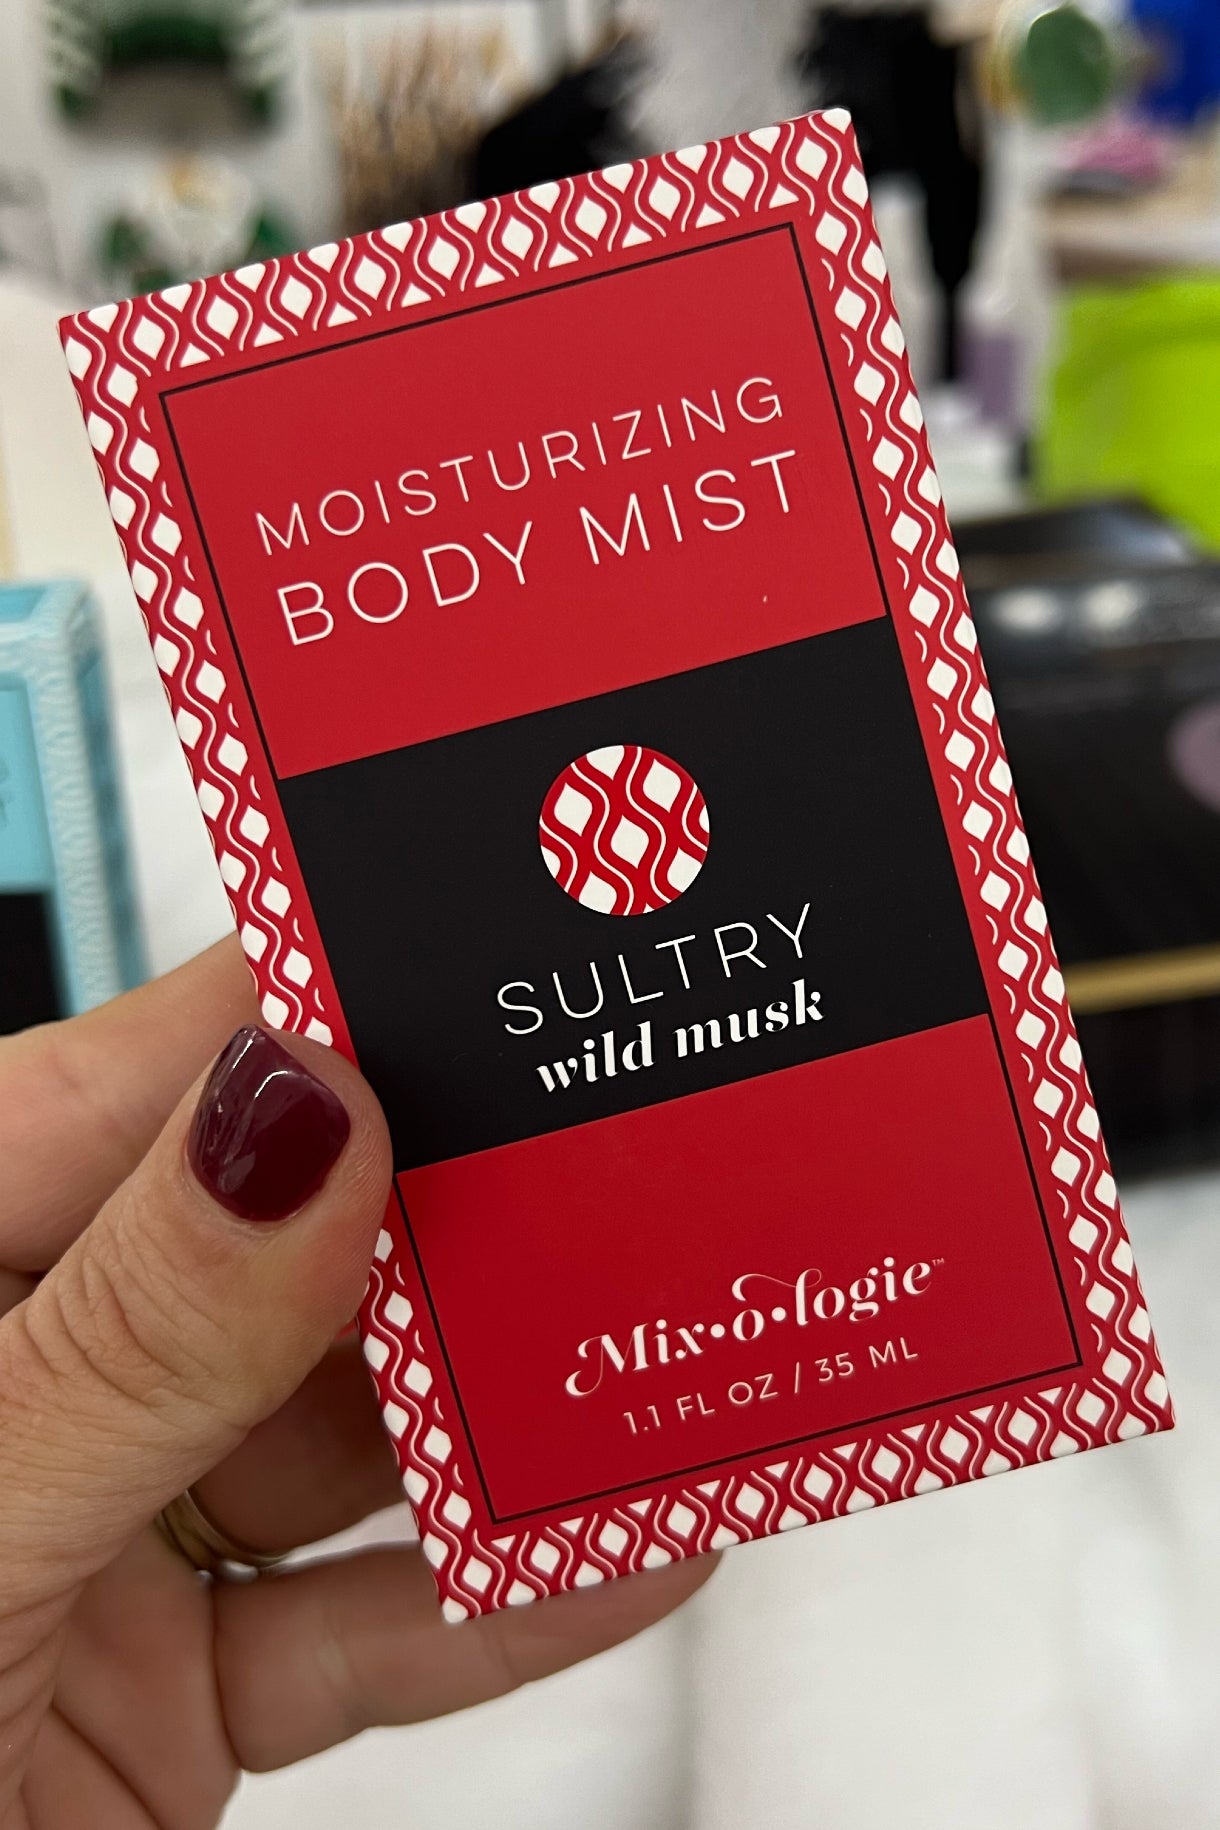 MOISTURIZING
BODY MIST
SULTRY
wild musk
Mix•o•logie™
1.1 FL OZ / 35 ML